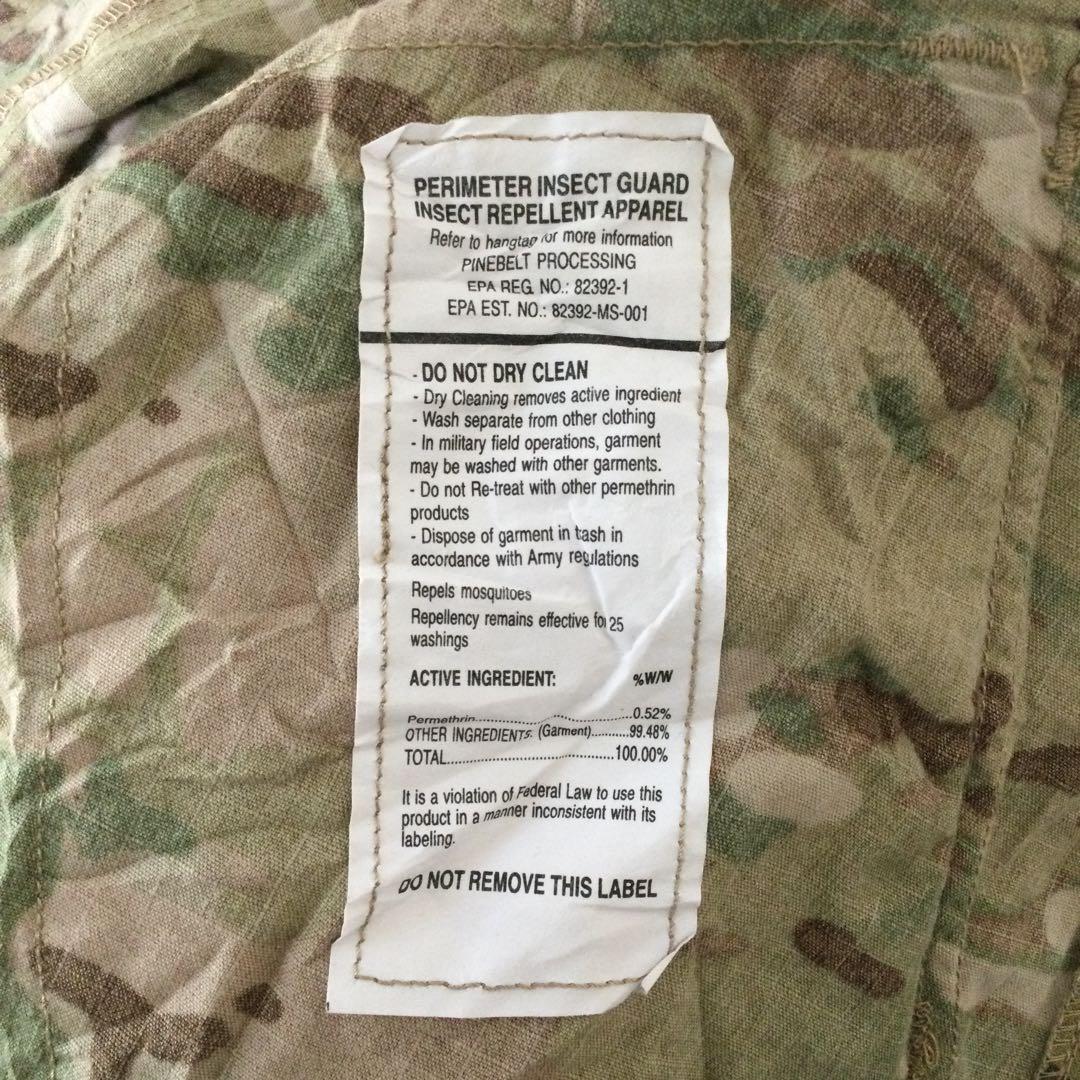 PERIMETER INSECT GUARD
INSECT REPELLENT APPAREL
Refer to hangtag for more information
PINEBELT PROCESSING
EPA REG. NO.: 82392-1
EPA EST. NO.: 82392-MS-001
- DO NOT DRY CLEAN
- Dry Cleaning removes active ingredient
- Wash separate from other clothing
- In military field operations, garment
may be washed with other garments.
- Do not Re-treat with other permethrin
products
- Dispose of garment in trash in
accordance with Army regulations
Repels mosquitoes
Repellency remains effective for 25
washings
ACTIVE INGREDIENT: %W/W
Permethrin..............................0.52%
OTHER INGREDIENTS. (Garment)..........99.48%
TOTAL................................100.00%
It is a violation of Federal Law to use this
product in a manner inconsistent with its
labeling.
DO NOT REMOVE THIS LABEL